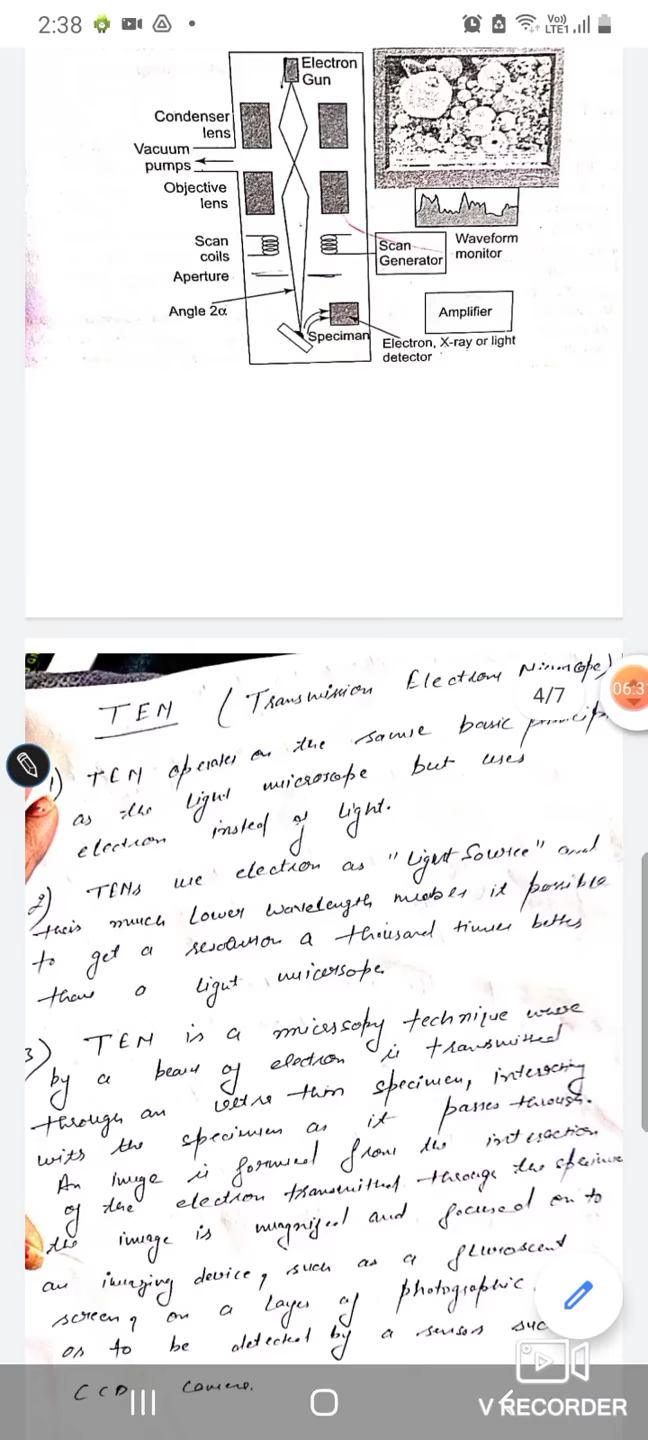 2:38
Vo))
LTE1
Electron
Gun
Condenser
lens
Vacuum
pumps
Objective
lens
Scan
coils
Scan
Generator
Waveform
monitor
Aperture
Angle 2α
Amplifier
Speciman
Electron, X-ray or light
detector
TEM (Transmission Electron Microscope)
4/7
06:31
1) TEM operates on the same basic
as the light microscope but uses
electron insted of light.
2) TEMs use electron as "Light Source" and
their much lower wavelength makes it possible
to get a resolution a thousand times better
than a light microscope
3) TEM is a microscopy technique where
by a beam of electron is transmitted
through an ultra thin specimen, interacting
with the specimen as it passes through.
An image is formed from the interaction
of the electron transmitted through the
the image is magnified and focused on to
an imaging device, such as a fluroscent
screen, on a layer of photographic
or to be detected by a sensor
CCD camera.
V RECORDER